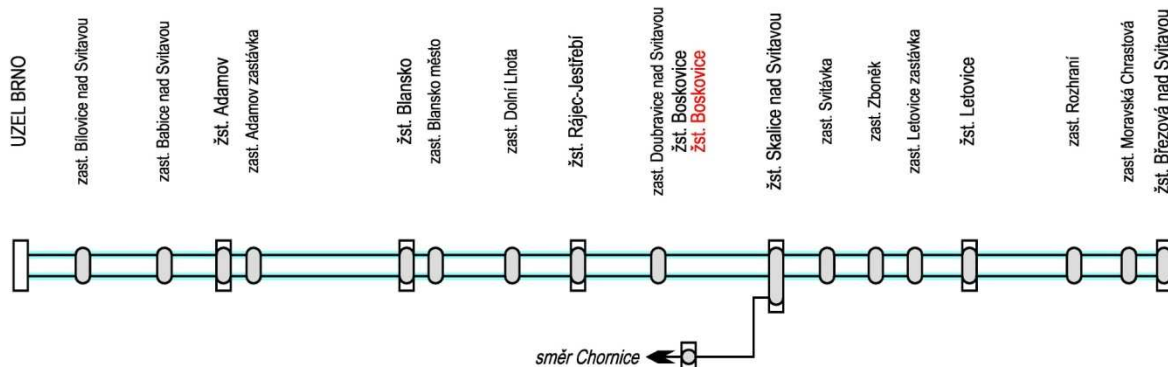 UZEL BRNO
zast. Bílovice nad Svitavou
zast. Babice nad Svitavou
žst. Adamov
zast. Adamov zastávka
žst. Blansko
zast. Blansko město
zast. Dolní Lhota
žst. Rájec-Jestřebí
zast. Doubravice nad Svitavou
žst. Boskovice
žst. Boskovice
žst. Skalice nad Svitavou
zast. Svitávka
zast. Zboněk
zast. Letovice zastávka
žst. Letovice
zast. Rozhraní
zast. Moravská Chrastová
žst. Březová nad Svitavou
směr Chornice